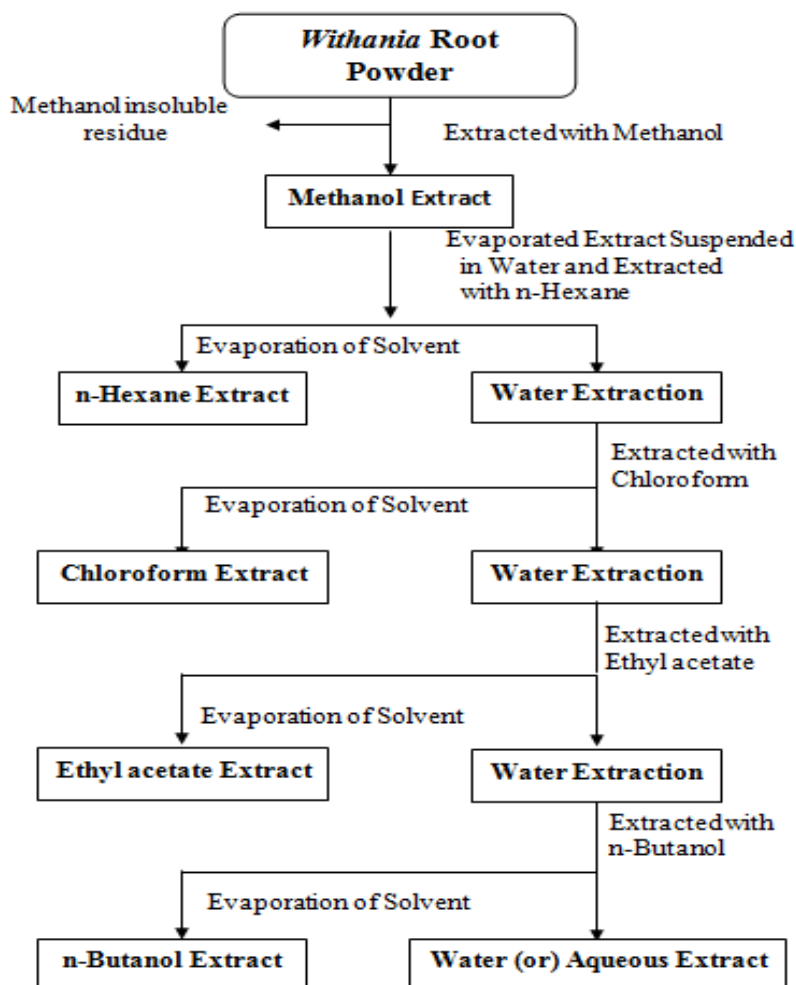 Withania Root
Powder
Methanol insoluble
residue
Extracted with Methanol
Methanol Extract
Evaporated Extract Suspended
in Water and Extracted
with n-Hexane
Evaporation of Solvent
n-Hexane Extract
Water Extraction
Extracted with
Chloroform
Evaporation of Solvent
Chloroform Extract
Water Extraction
Extracted with
Ethyl acetate
Evaporation of Solvent
Ethyl acetate Extract
Water Extraction
Extracted with
n-Butanol
Evaporation of Solvent
n-Butanol Extract
Water (or) Aqueous Extract